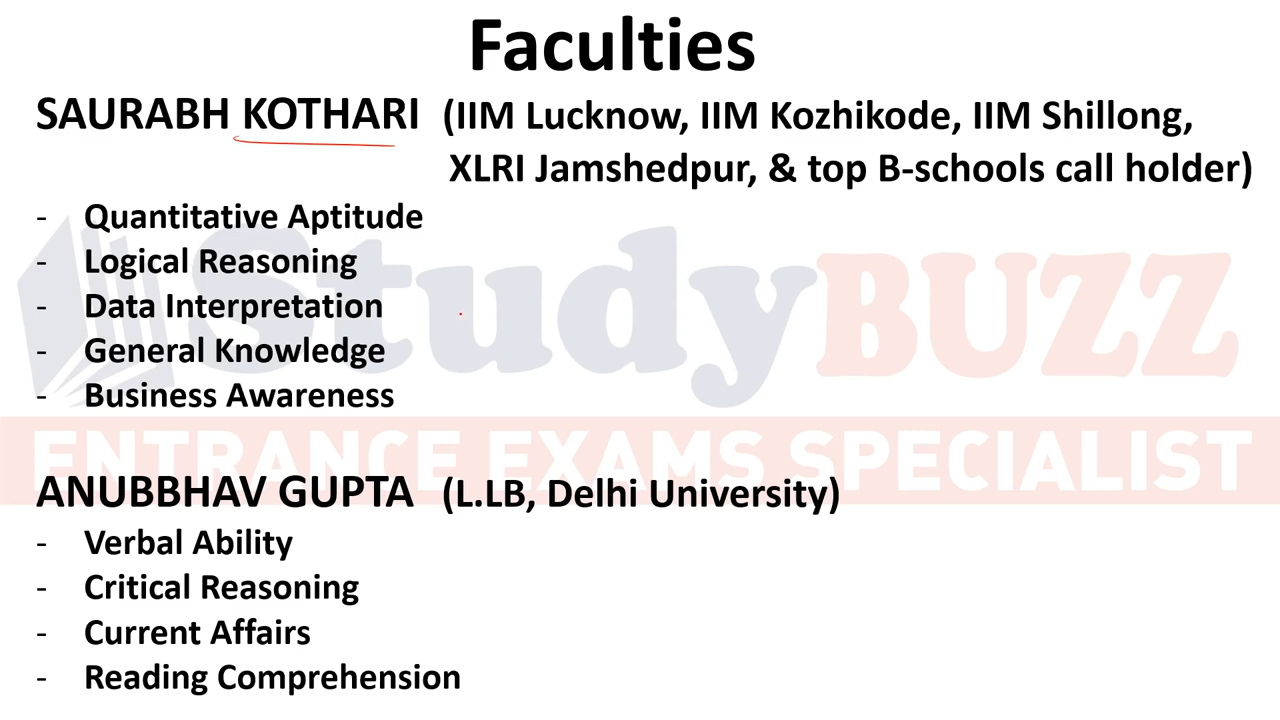 Faculties
SAURABH KOTHARI (IIM Lucknow, IIM Kozhikode, IIM Shillong,
XLRI Jamshedpur, & top B-schools call holder)
- Quantitative Aptitude
- Logical Reasoning
- Data Interpretation
- General Knowledge
- Business Awareness
StudyBUZZ
ENTRANCE EXAMS SPECIALIST
ANUBBHAV GUPTA (L.LB, Delhi University)
- Verbal Ability
- Critical Reasoning
- Current Affairs
- Reading Comprehension